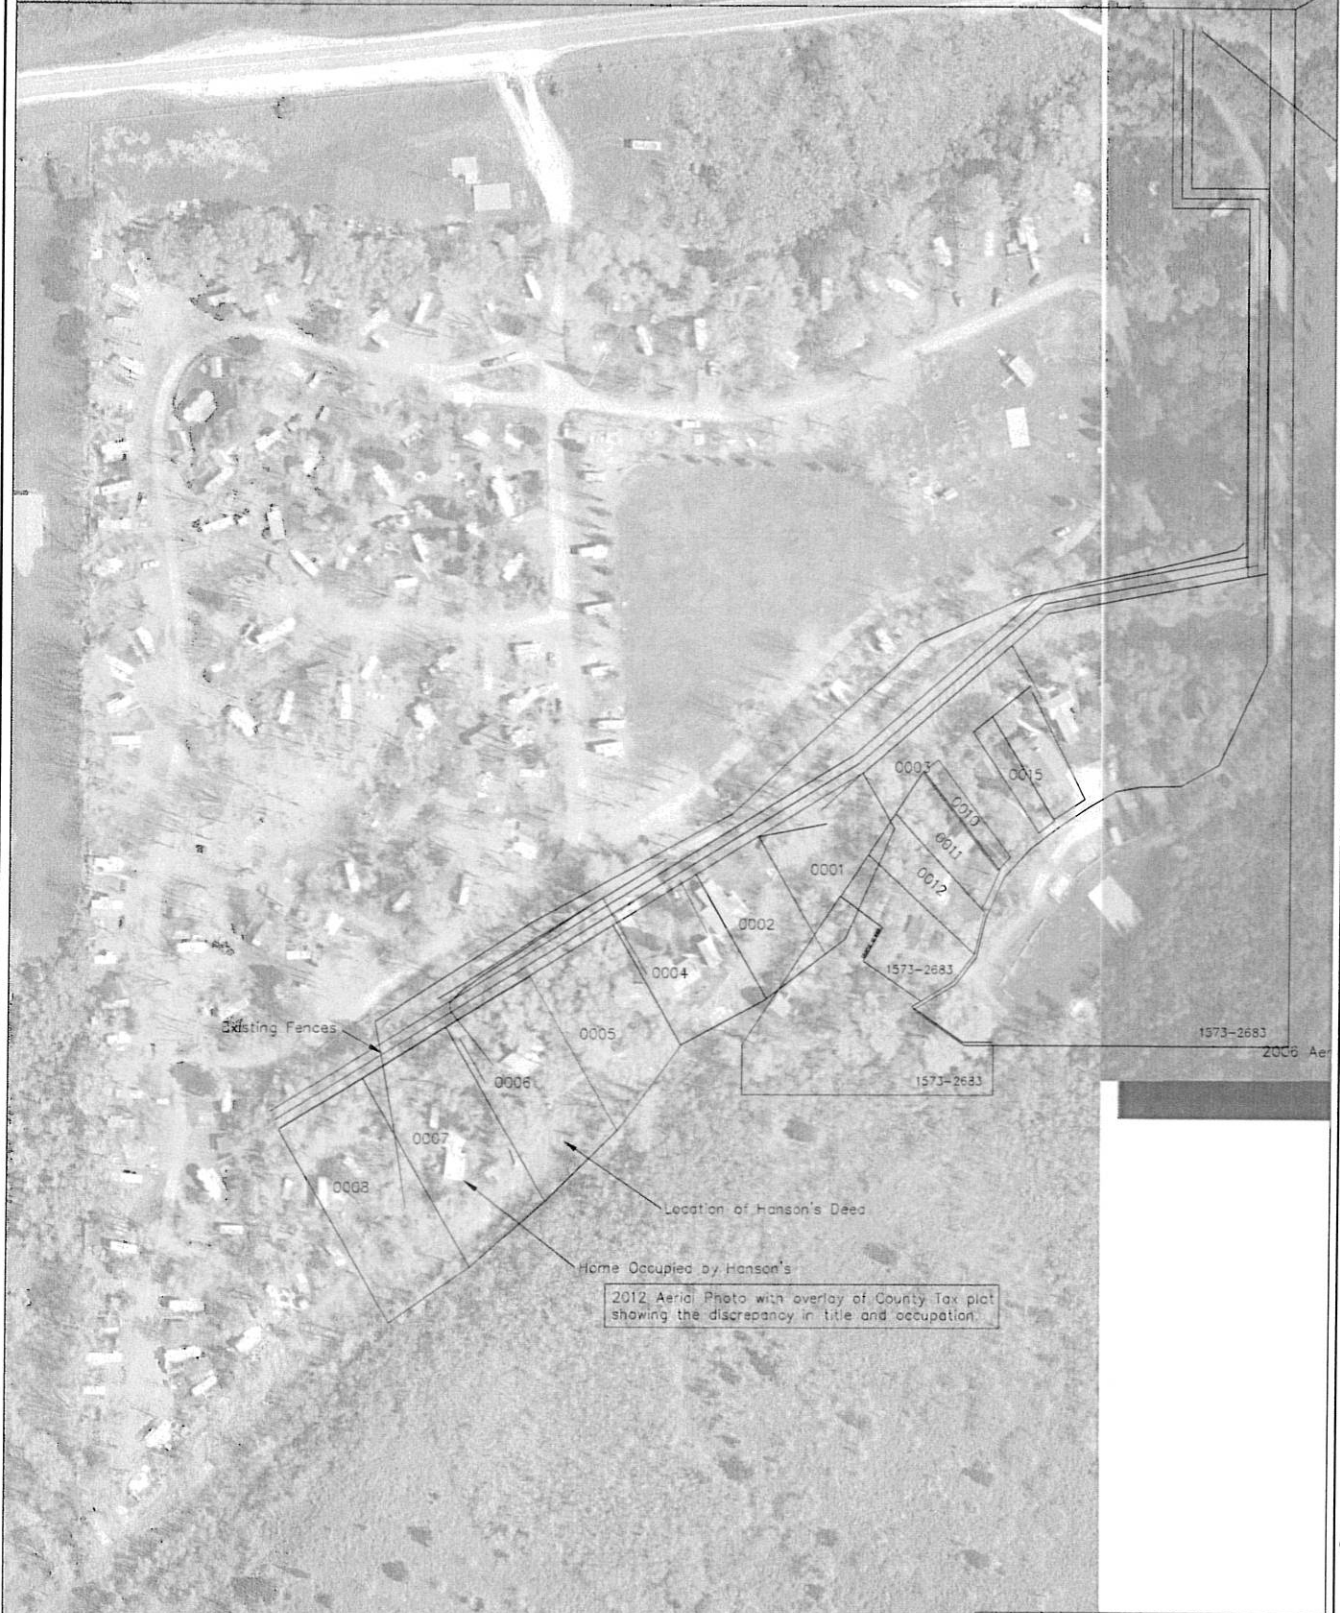 0003
0015
0010
0011
0001
0012
0002
0004
1573-2683
Existing Fences
0005
1573-2683
2006 Ae
0006
1573-2683
0007
0008
Location of Hanson's Deed
Home Occupied by Hanson's
2012 Aerial Photo with overlay of County Tax plat
showing the discrepancy in title and occupation.